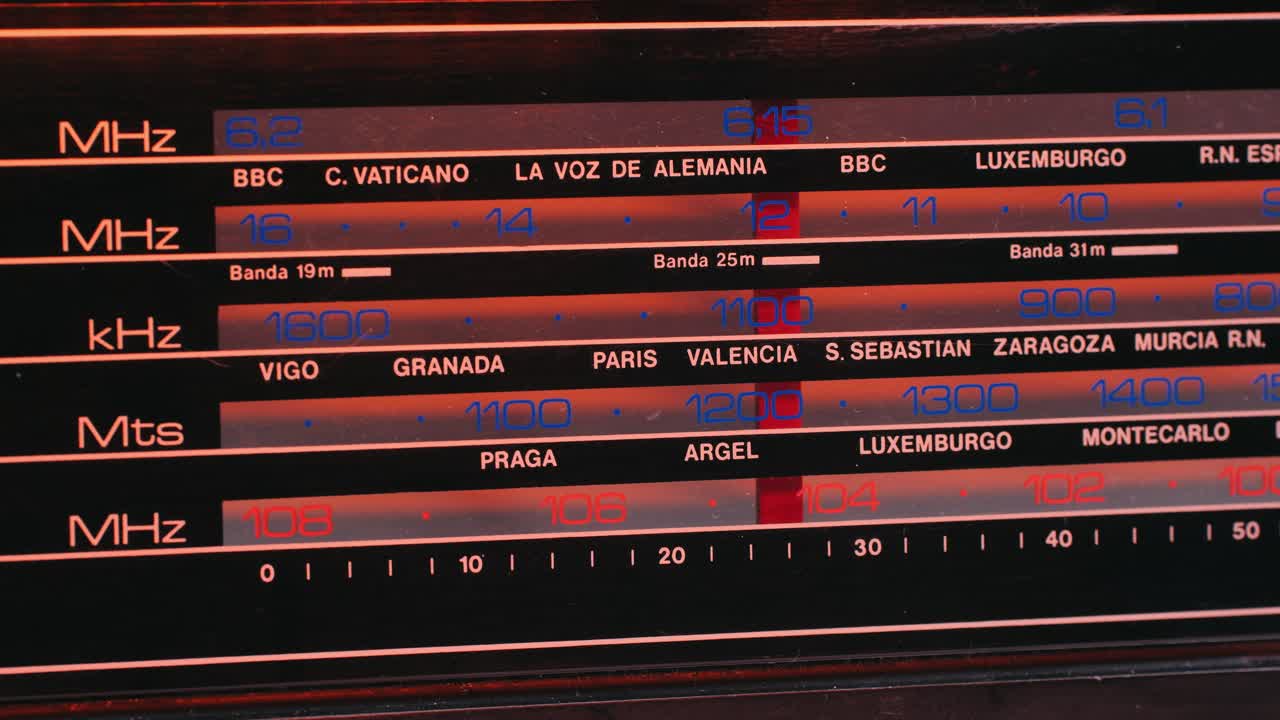 MHz 6,2 6,15 6,1
BBC C. VATICANO LA VOZ DE ALEMANIA BBC LUXEMBURGO R.N.
MHz 16 14 12 11 10
Banda 19m Banda 25m Banda 31m
kHz 1600 1100 900
VIGO GRANADA PARIS VALENCIA S. SEBASTIAN ZARAGOZA MURCIA R.N.
Mts 1100 1200 1300 1400
PRAGA ARGEL LUXEMBURGO MONTECARLO
MHz 108 106 104 102 100
0 10 20 30 40 50